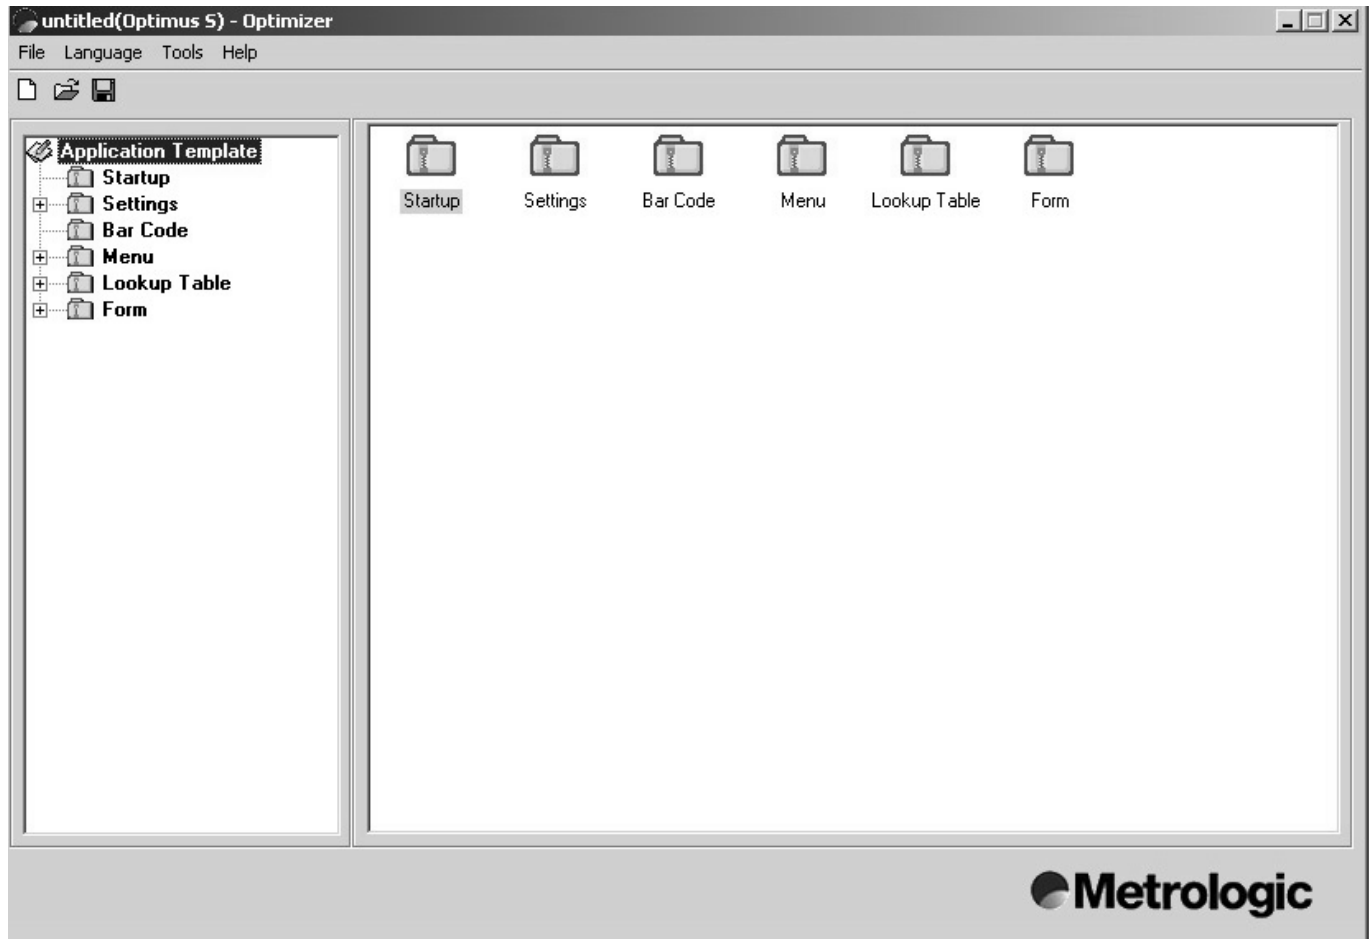 untitled(Optimus S) - Optimizer
File Language Tools Help
Application Template
Startup
Settings
Bar Code
Menu
Lookup Table
Form
Startup Settings Bar Code Menu Lookup Table Form
Metrologic